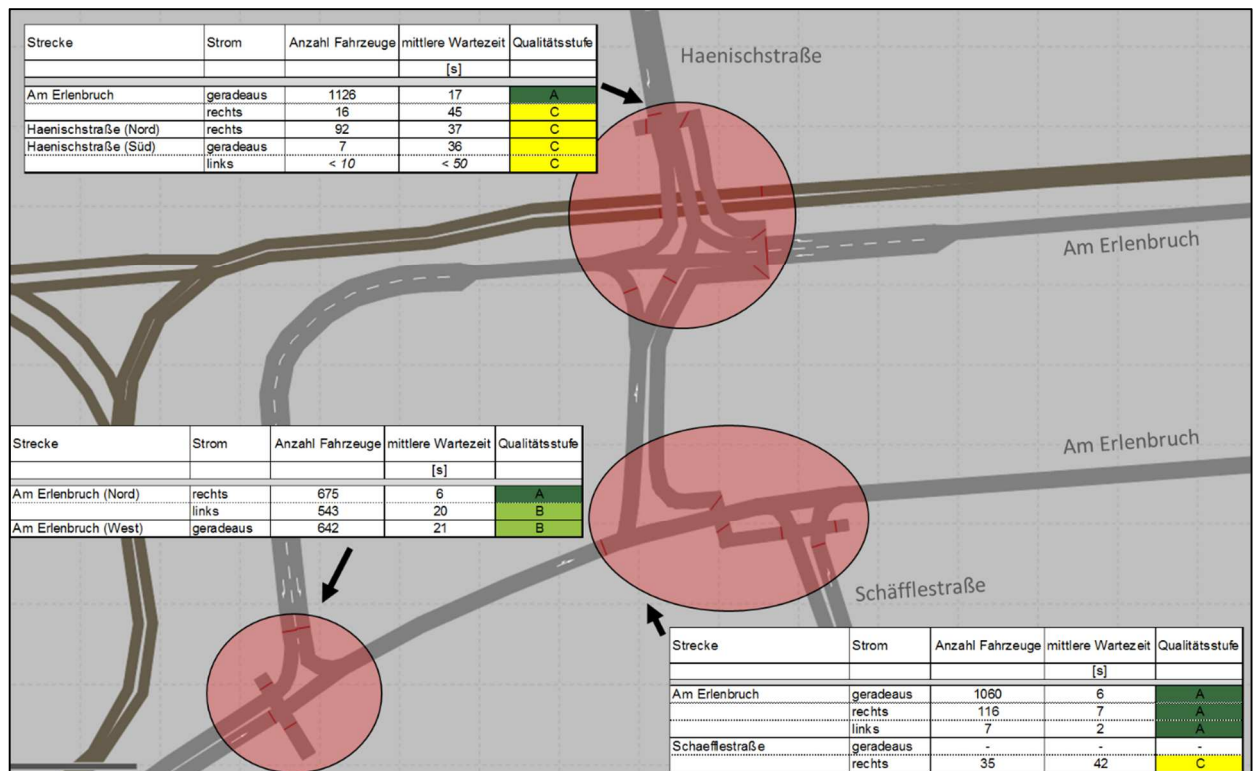 Strecke Strom Anzahl Fahrzeuge mittlere Wartezeit Qualitätsstufe
[s]
Am Erlenbruch geradeaus 1126 17 A
rechts 16 45 C
Haenischstraße (Nord) rechts 92 37 C
Haenischstraße (Süd) geradeaus 7 36 C
links < 10 < 50 C
Haenischstraße
Am Erlenbruch
Am Erlenbruch
Schäfflestraße
Strecke Strom Anzahl Fahrzeuge mittlere Wartezeit Qualitätsstufe
[s]
Am Erlenbruch (Nord) rechts 675 6 A
links 543 20 B
Am Erlenbruch (West) geradeaus 642 21 B
Strecke Strom Anzahl Fahrzeuge mittlere Wartezeit Qualitätsstufe
[s]
Am Erlenbruch geradeaus 1060 6 A
rechts 116 7 A
links 7 2 A
Schaefflestraße geradeaus - - -
rechts 35 42 C